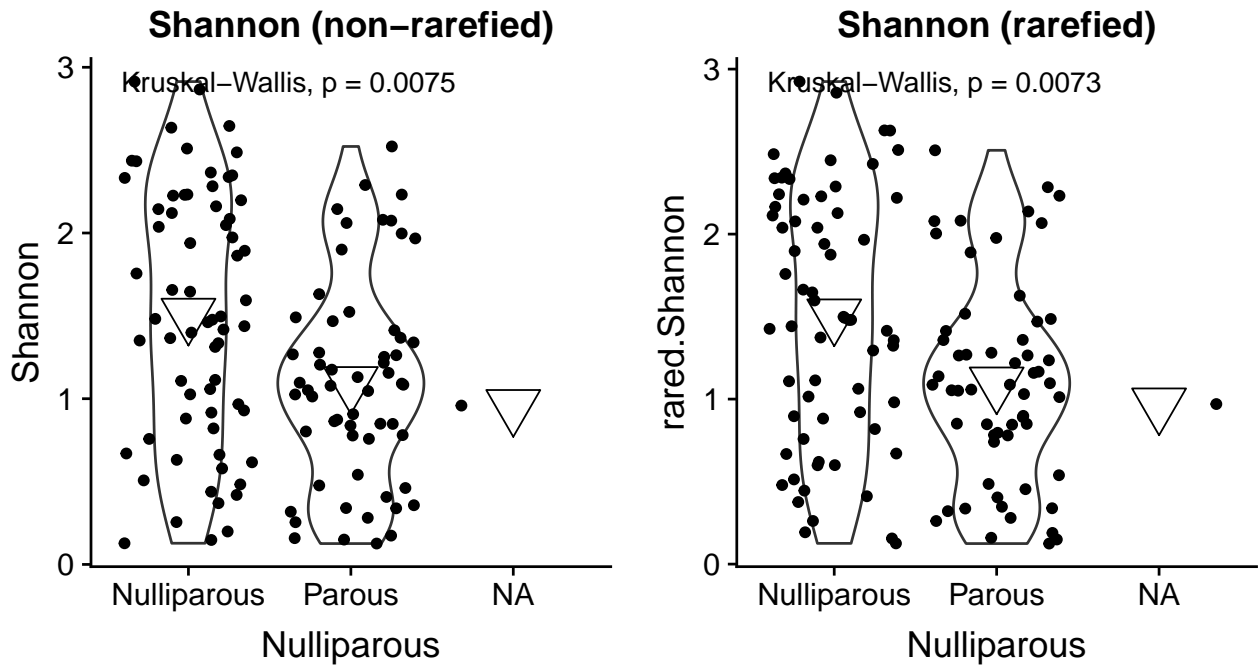 Shannon (non−rarefied)
Kruskal−Wallis, p = 0.0075
Shannon
3
2
1
0
Nulliparous Parous NA
Nulliparous
Shannon (rarefied)
Kruskal−Wallis, p = 0.0073
rared.Shannon
3
2
1
0
Nulliparous Parous NA
Nulliparous